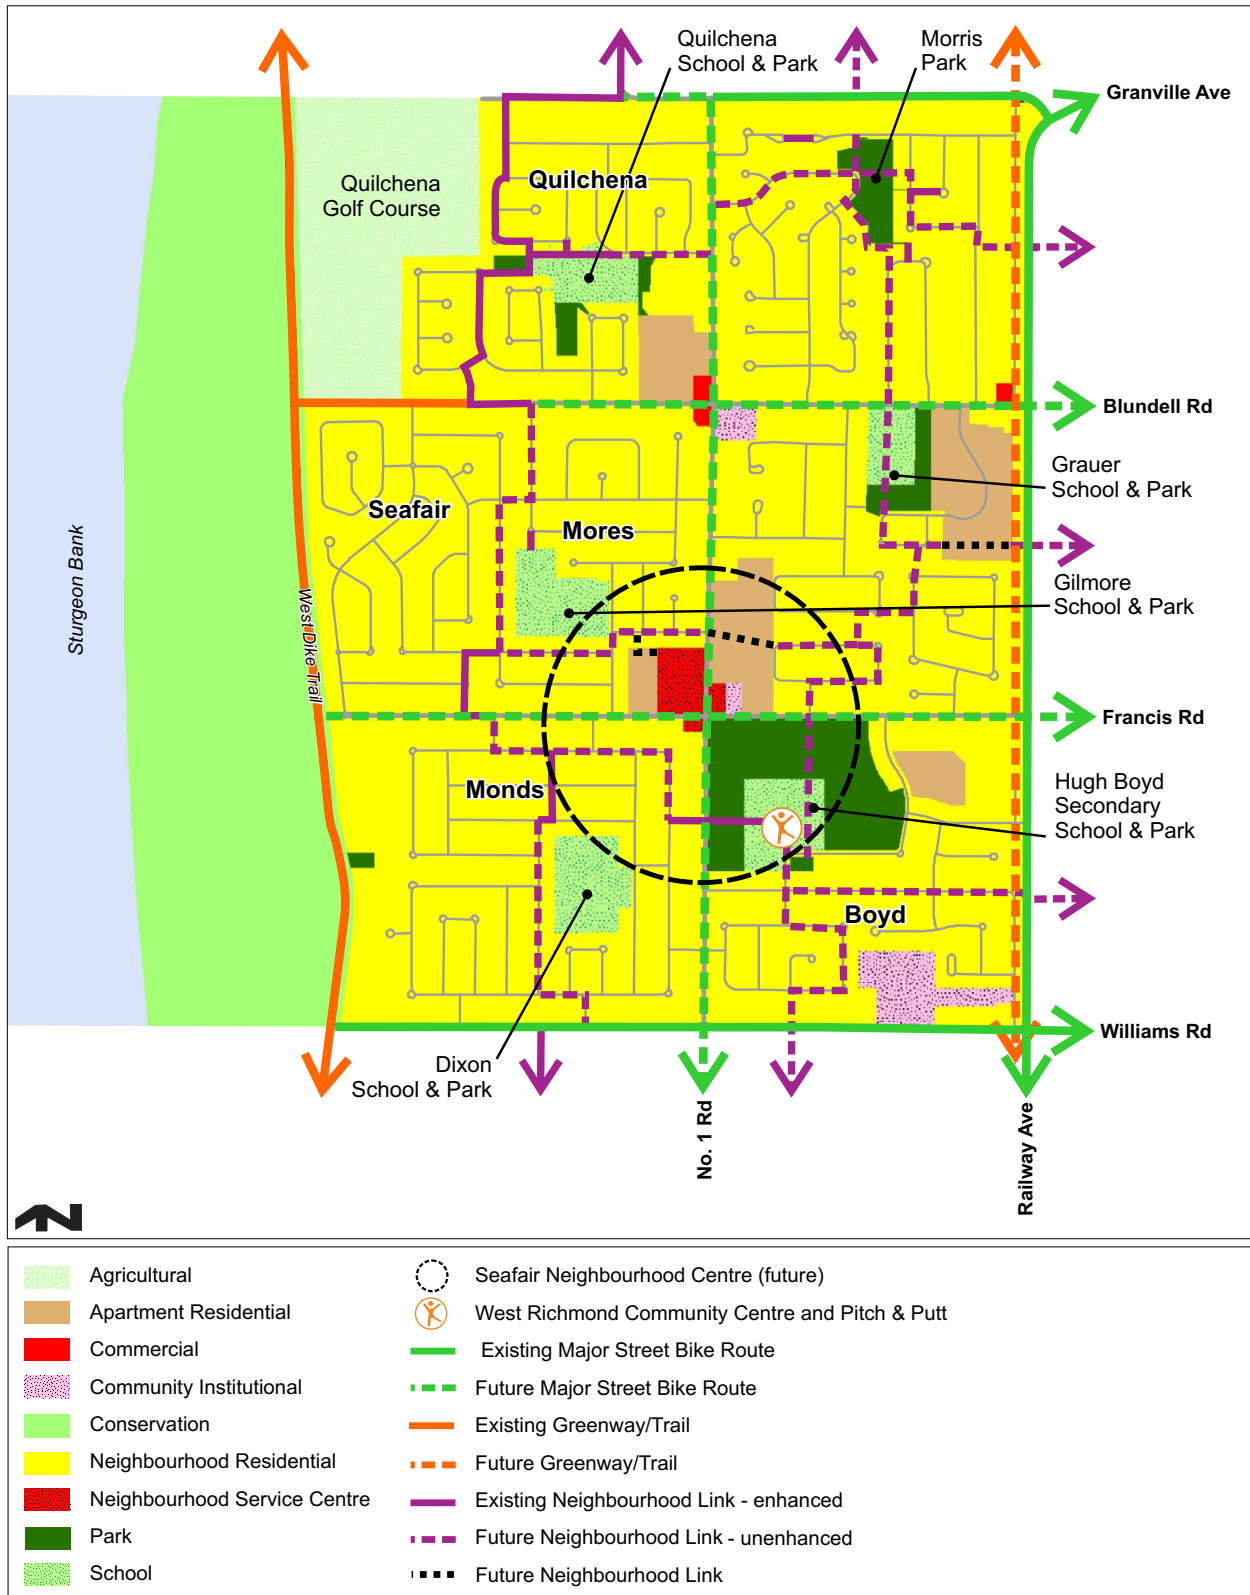 Quilchena
School & Park
Morris
Park
Granville Ave
Quilchena
Golf Course
Quilchena
Blundell Rd
Grauer
School & Park
Seafair
Mores
Sturgeon Bank
Gilmore
School & Park
West Dike Trail
Francis Rd
Monds
Hugh Boyd
Secondary
School & Park
Boyd
Williams Rd
Dixon
School & Park
No. 1 Rd
Railway Ave
Agricultural
Apartment Residential
Commercial
Community Institutional
Conservation
Neighbourhood Residential
Neighbourhood Service Centre
Park
School
Seafair Neighbourhood Centre (future)
West Richmond Community Centre and Pitch & Putt
Existing Major Street Bike Route
Future Major Street Bike Route
Existing Greenway/Trail
Future Greenway/Trail
Existing Neighbourhood Link - enhanced
Future Neighbourhood Link - unenhanced
Future Neighbourhood Link